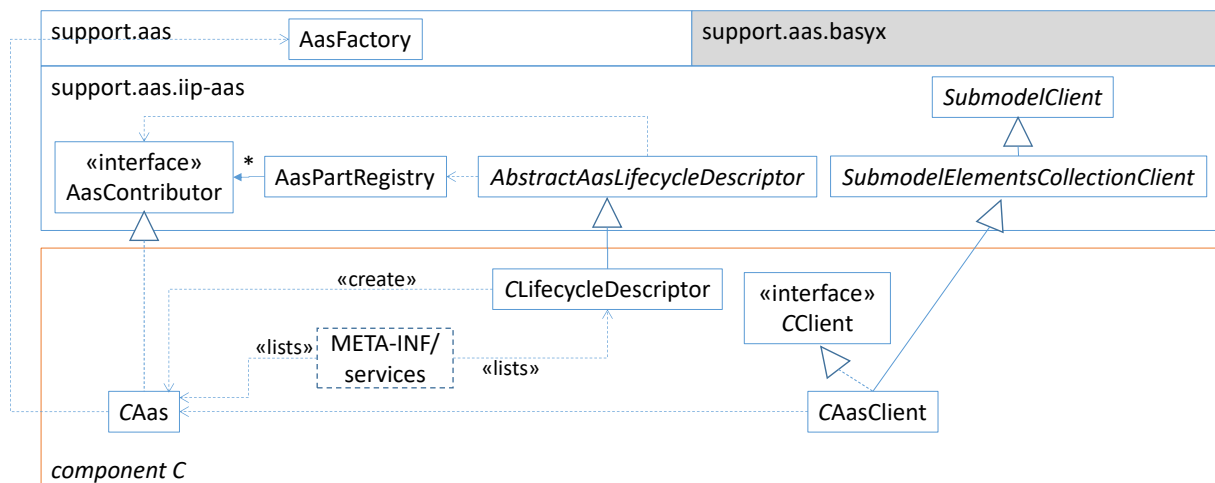 support.aas
AasFactory
support.aas.basyx
support.aas.iip-aas
SubmodelClient
«interface»
AasContributor
*
AasPartRegistry
AbstractAasLifecycleDescriptor
SubmodelElementsCollectionClient
«create»
CLifecycleDescriptor
«interface»
CClient
«lists»
META-INF/
services
«lists»
CAas
CAasClient
component C